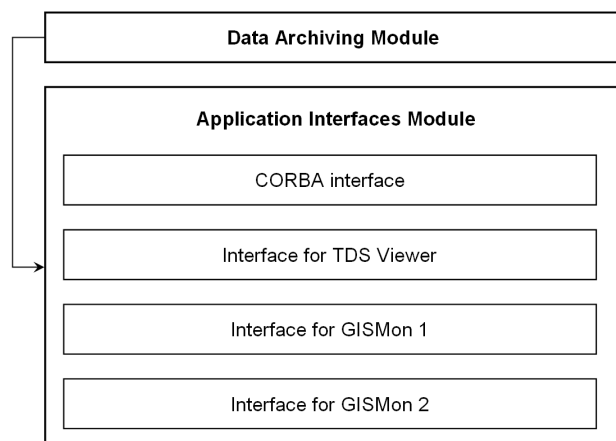 Data Archiving Module
Application Interfaces Module
CORBA interface
Interface for TDS Viewer
Interface for GISMon 1
Interface for GISMon 2